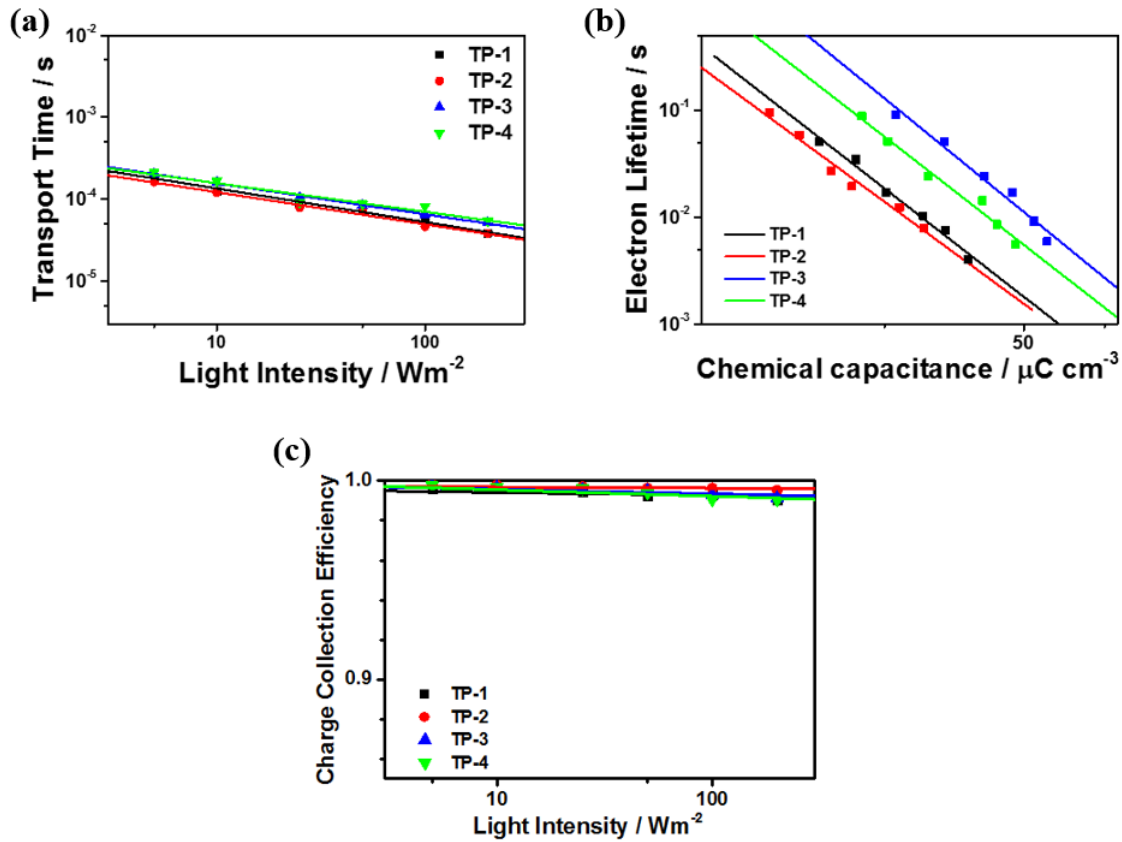 (a)
10⁻²
10⁻³
10⁻⁴
10⁻⁵
Transport Time / s
TP-1
TP-2
TP-3
TP-4
10
100
Light Intensity / Wm⁻²
(b)
10⁻¹
10⁻²
10⁻³
Electron Lifetime / s
TP-1
TP-2
TP-3
TP-4
50
Chemical capacitance / μC cm⁻³
(c)
1.0
0.9
Charge Collection Efficiency
TP-1
TP-2
TP-3
TP-4
10
100
Light Intensity / Wm⁻²